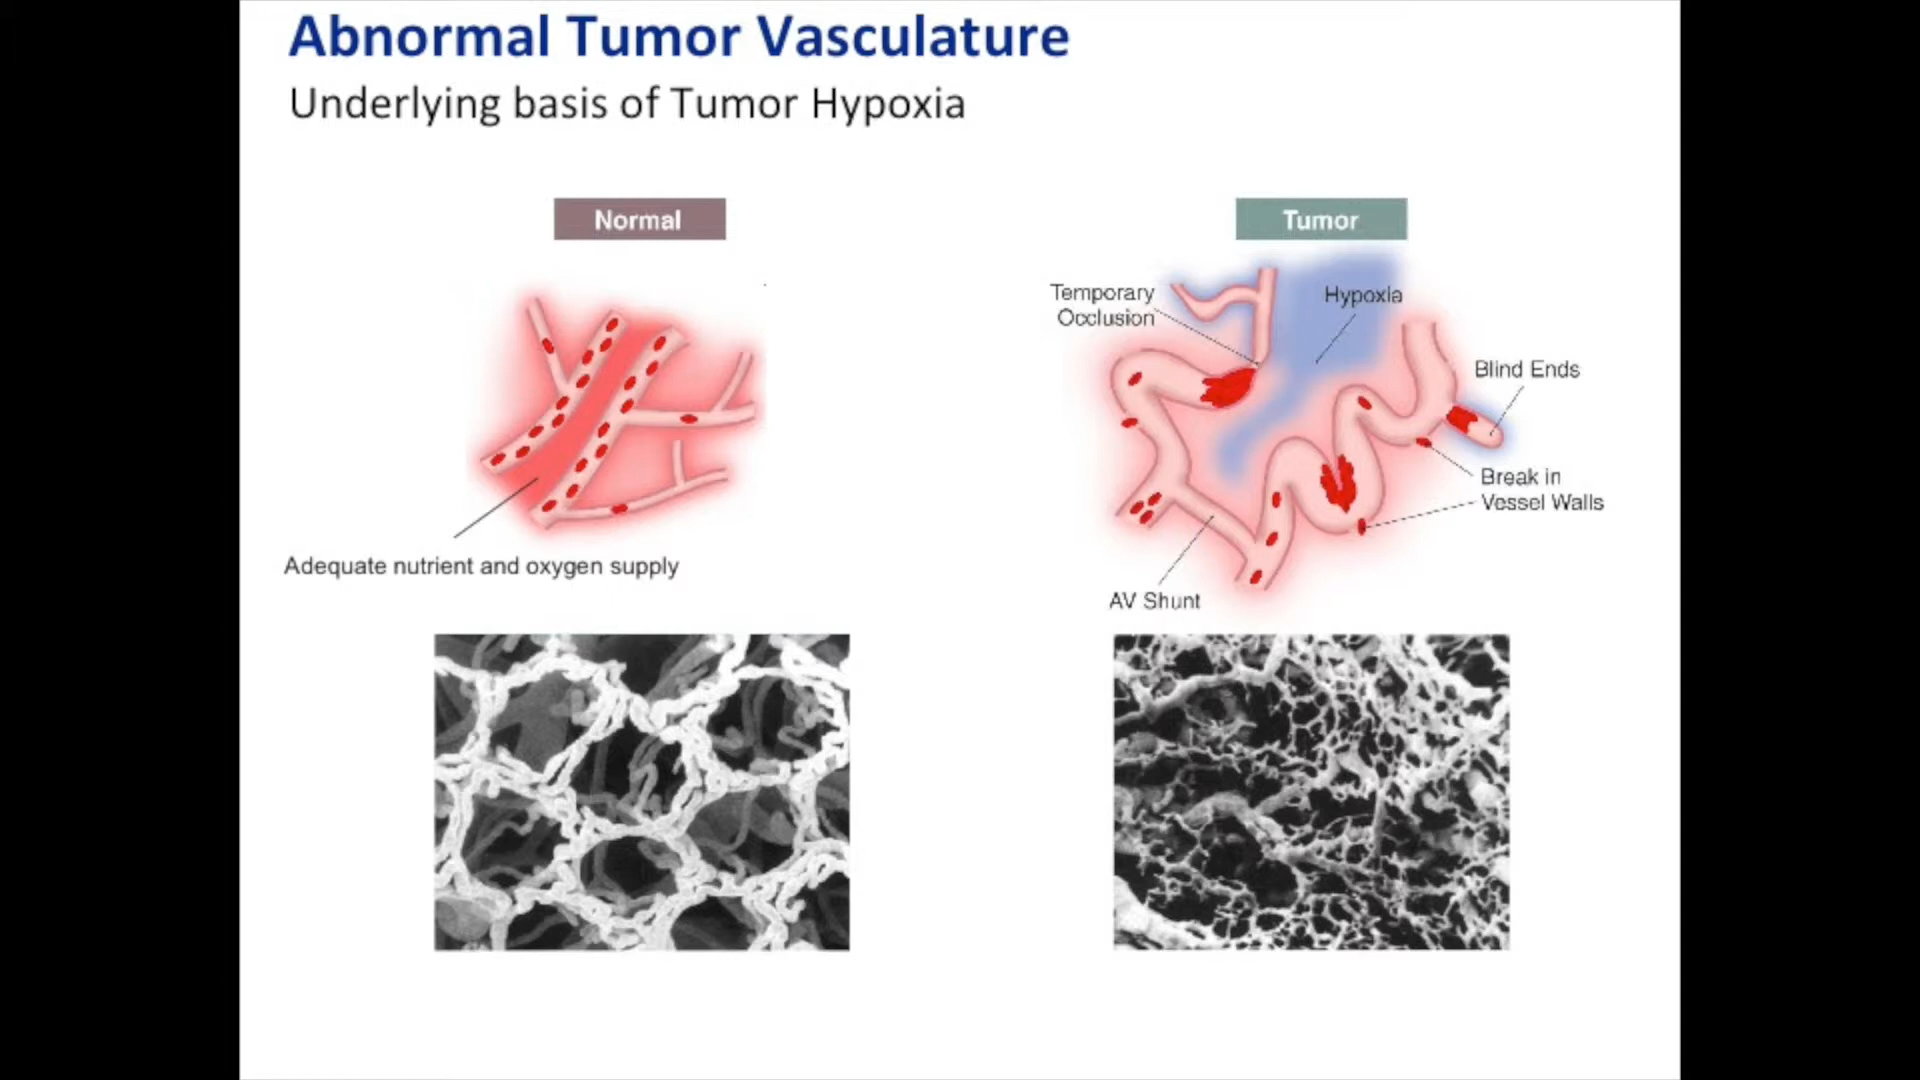 Abnormal Tumor Vasculature
Underlying basis of Tumor Hypoxia
Normal
Adequate nutrient and oxygen supply
Tumor
Temporary
Occlusion
Hypoxia
Blind Ends
Break in
Vessel Walls
AV Shunt